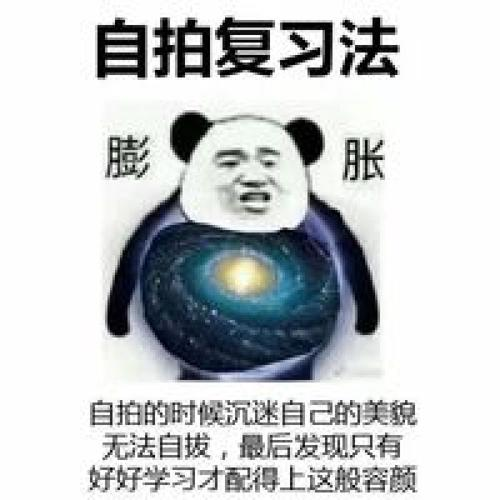 自拍复习法
膨 胀
自拍的时候沉迷自己的美貌
无法自拔，最后发现只有
好好学习才配得上这般容颜